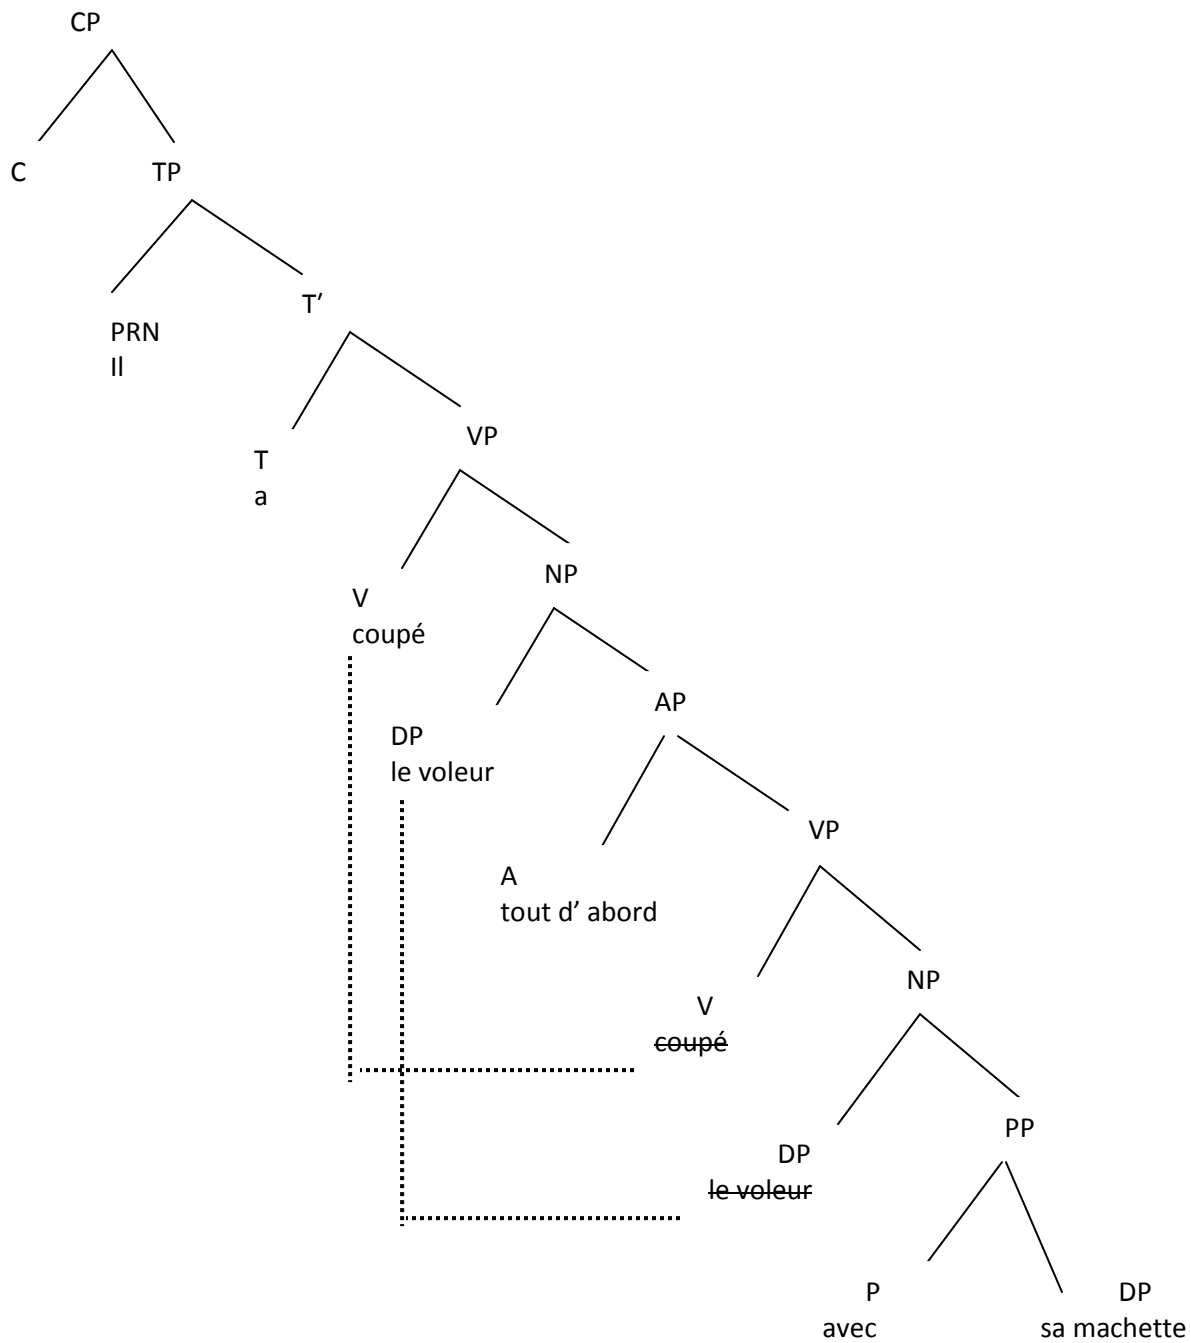 CP
C TP
T’
PRN
Il
VP
T
a
NP
V
coupé
AP
DP
le voleur
VP
A
tout d’ abord
NP
V
coupé
PP
DP
le voleur
P DP
avec sa machette